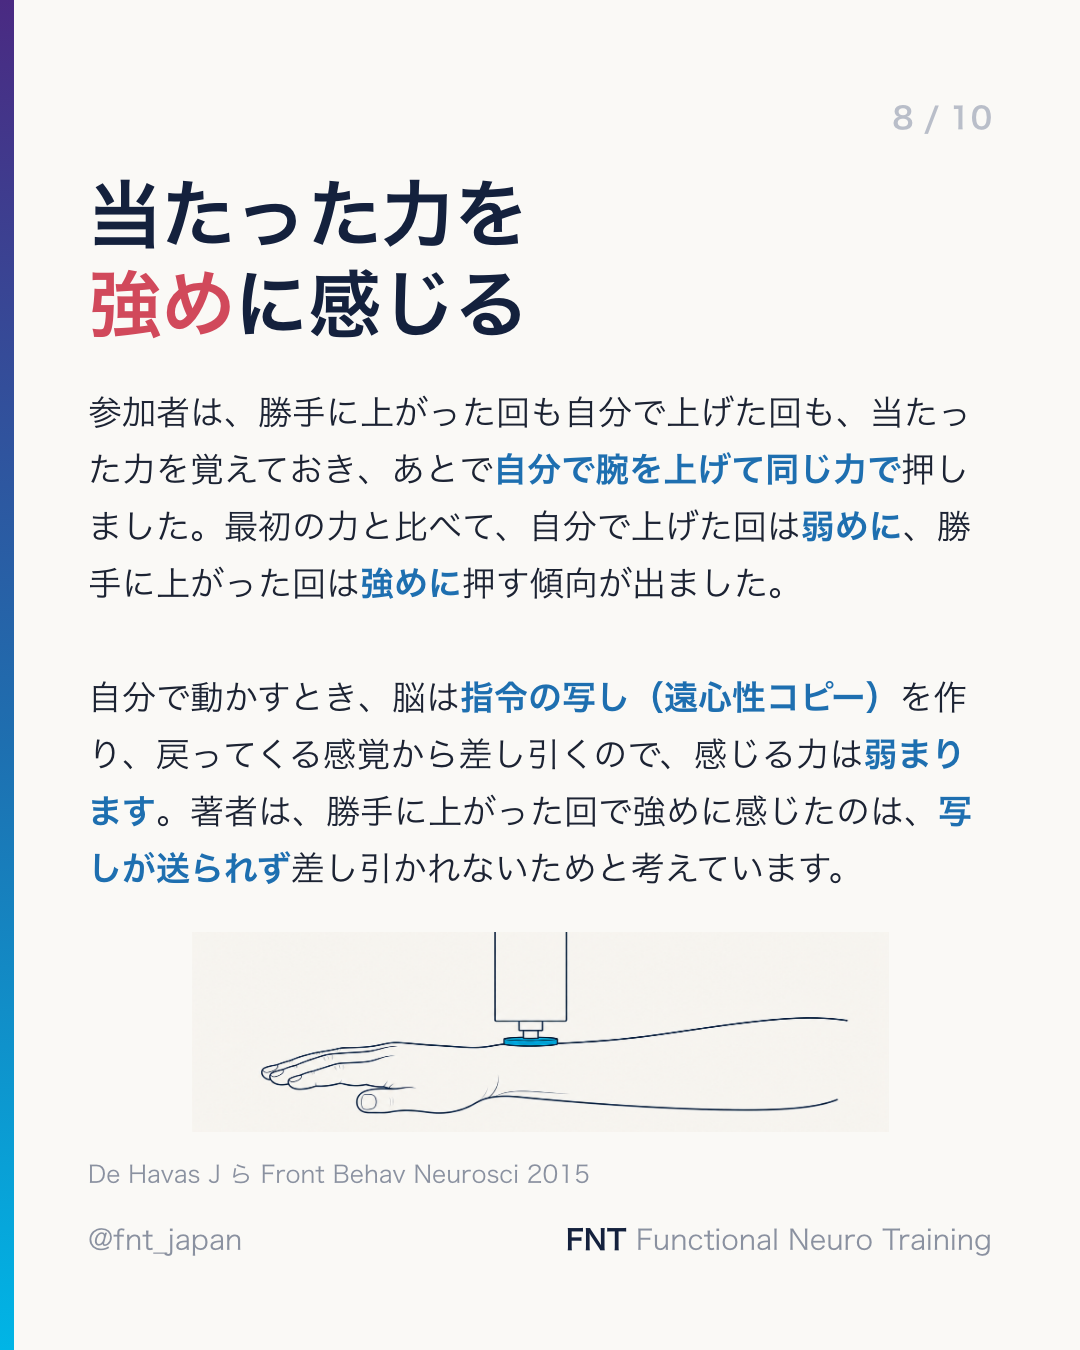 8 / 10
当たった力を
強めに感じる
参加者は、勝手に上がった回も自分で上げた回も、当たっ
た力を覚えておき、あとで自分で腕を上げて同じ力で押し
ました。最初の力と比べて、自分で上げた回は弱めに、勝
手に上がった回は強めに押す傾向が出ました。
自分で動かすとき、脳は指令の写し（遠心性コピー）を作
り、戻ってくる感覚から差し引くので、感じる力は弱まり
ます。著者は、勝手に上がった回で強めに感じたのは、写
しが送られず差し引かれないためと考えています。
De Havas J ら Front Behav Neurosci 2015
@fnt_japan
FNT Functional Neuro Training